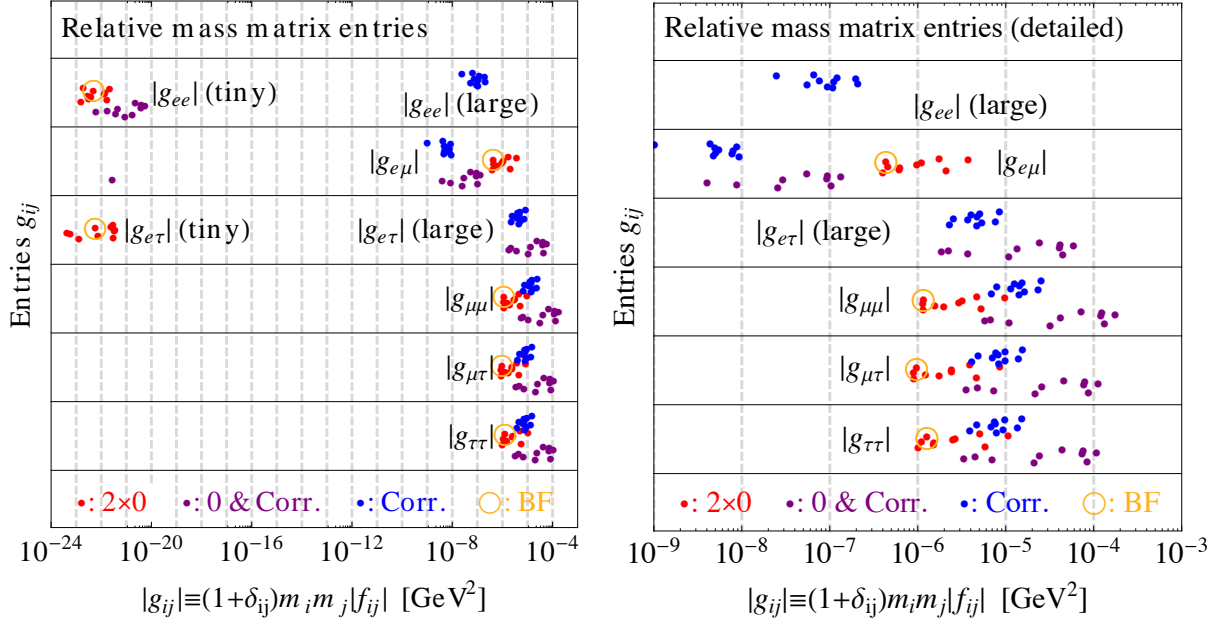 Relative mass matrix entries
|g_ee| (tiny)
|g_ee| (large)
|g_eμ|
|g_eτ| (tiny)
|g_eτ| (large)
|g_μμ|
|g_μτ|
|g_ττ|
•: 2×0 •: 0 & Corr. •: Corr. ○: BF
10^-24 10^-20 10^-16 10^-12 10^-8 10^-4
|g_ij|≡(1+δ_ij)m_i m_j|f_ij| [GeV^2]
Entries g_ij
Relative mass matrix entries (detailed)
|g_ee| (large)
|g_eμ|
|g_eτ| (large)
|g_μμ|
|g_μτ|
|g_ττ|
•: 2×0 •: 0 & Corr. •: Corr. ○: BF
10^-9 10^-8 10^-7 10^-6 10^-5 10^-4 10^-3
|g_ij|≡(1+δ_ij)m_i m_j|f_ij| [GeV^2]
Entries g_ij